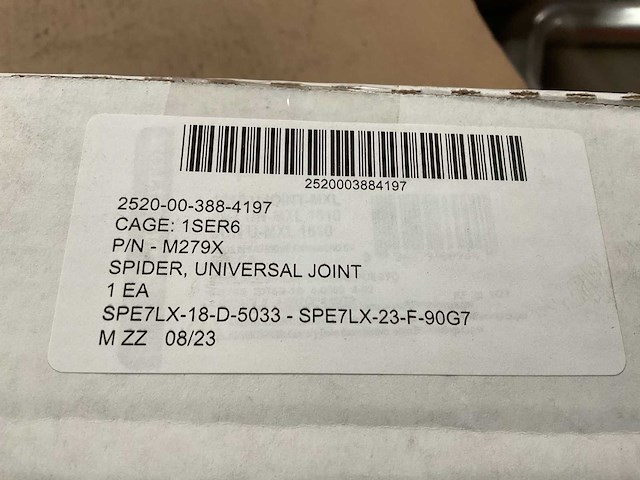 2520003884197
2520-00-388-4197
CAGE: 1SER6
P/N - M279X
SPIDER, UNIVERSAL JOINT
1 EA
SPE7LX-18-D-5033 - SPE7LX-23-F-90G7
M ZZ 08/23